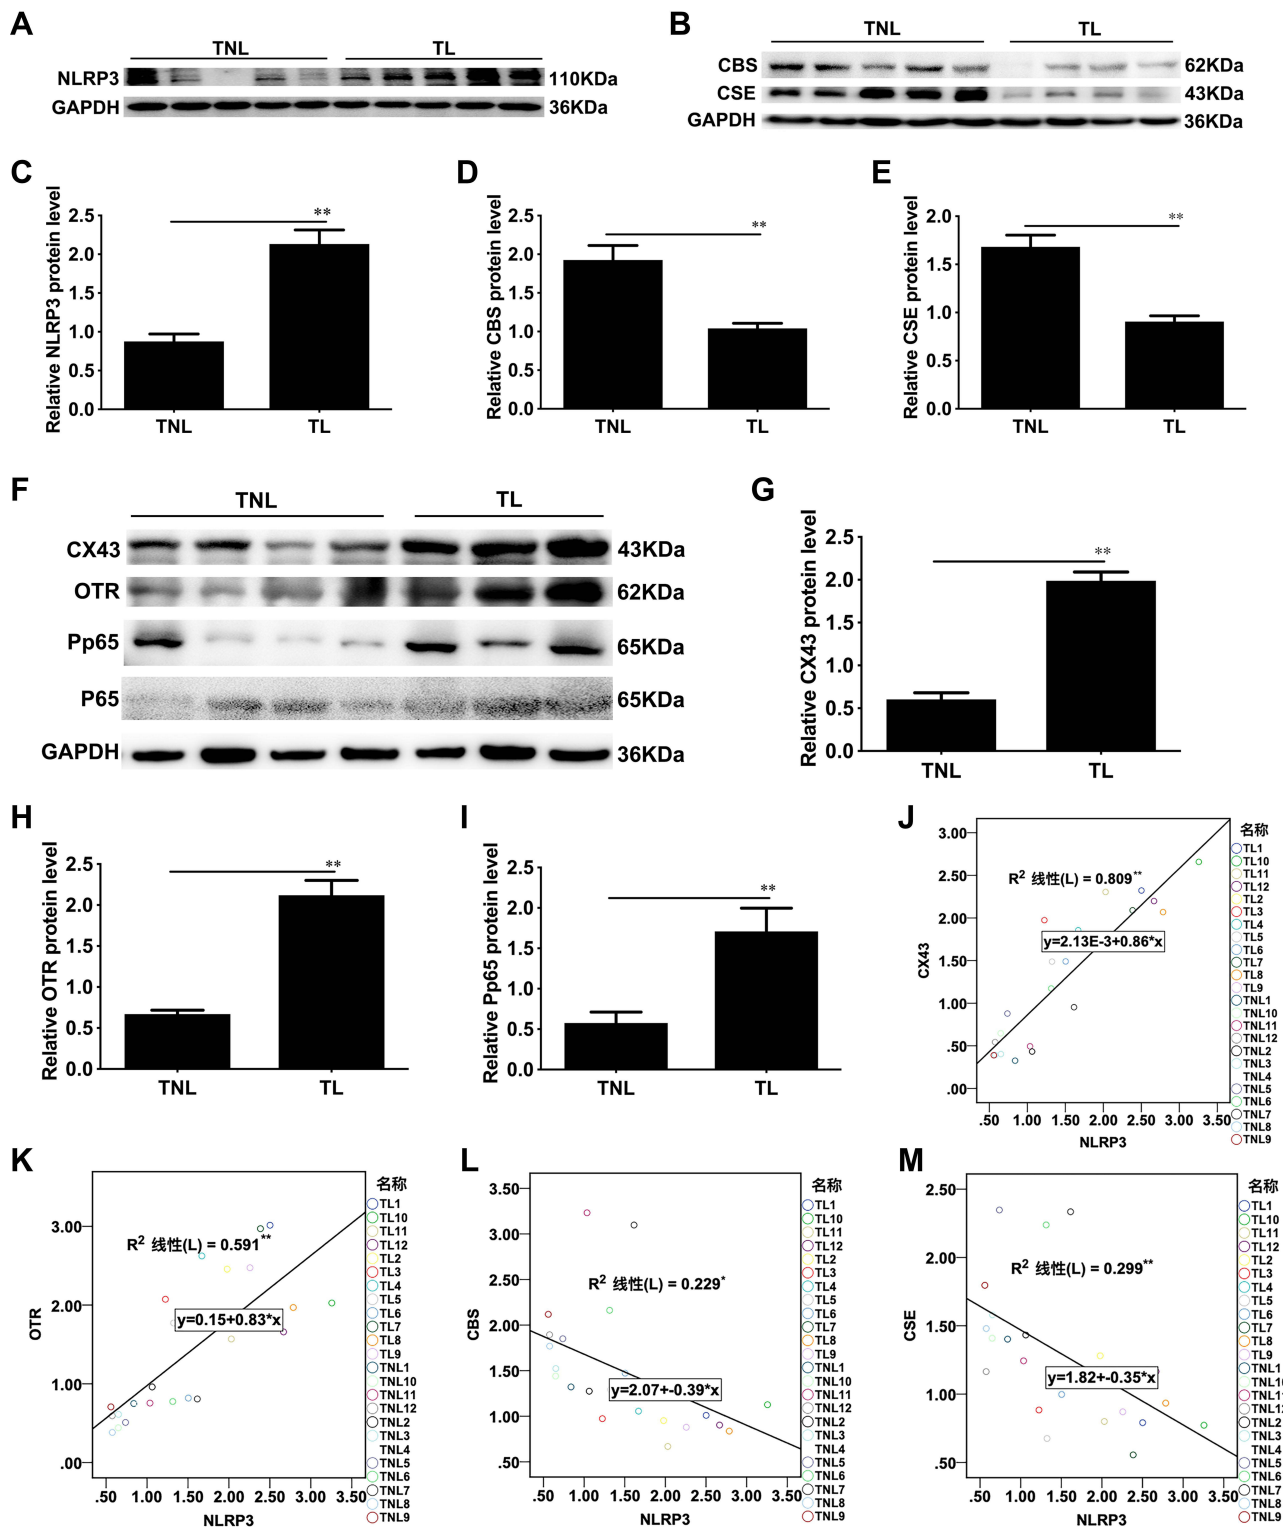 A
TNL
TL
NLRP3
110KDa
GAPDH
36KDa
B
TNL
TL
CBS
62KDa
CSE
43KDa
GAPDH
36KDa
C
Relative NLRP3 protein level
2.5
2.0
1.5
1.0
0.5
0.0
**
TNL
TL
D
Relative CBS protein level
2.5
2.0
1.5
1.0
0.5
0.0
**
TNL
TL
E
Relative CSE protein level
2.0
1.5
1.0
0.5
0.0
**
TNL
TL
F
TNL
TL
CX43
43KDa
OTR
62KDa
Pp65
65KDa
P65
65KDa
GAPDH
36KDa
G
Relative CX43 protein level
2.5
2.0
1.5
1.0
0.5
0.0
**
TNL
TL
H
Relative OTR protein level
2.5
2.0
1.5
1.0
0.5
0.0
**
TNL
TL
I
Relative Pp65 protein level
2.5
2.0
1.5
1.0
0.5
0.0
**
TNL
TL
J
CX43
3.00
2.50
2.00
1.50
1.00
.50
.00
R² 线性(L) = 0.809**
y=2.13E-3+0.86*x
.50 1.00 1.50 2.00 2.50 3.00 3.50
NLRP3
名称
TL1
TL10
TL11
TL12
TL2
TL3
TL4
TL5
TL6
TL7
TL8
TL9
TNL1
TNL10
TNL11
TNL12
TNL2
TNL3
TNL4
TNL5
TNL6
TNL7
TNL8
TNL9
K
OTR
3.00
2.00
1.00
.00
R² 线性(L) = 0.591**
y=0.15+0.83*x
.50 1.00 1.50 2.00 2.50 3.00 3.50
NLRP3
名称
TL1
TL10
TL11
TL12
TL2
TL3
TL4
TL5
TL6
TL7
TL8
TL9
TNL1
TNL10
TNL11
TNL12
TNL2
TNL3
TNL4
TNL5
TNL6
TNL7
TNL8
TNL9
L
CBS
3.50
3.00
2.50
2.00
1.50
1.00
.50
R² 线性(L) = 0.229*
y=2.07+-0.39*x
.50 1.00 1.50 2.00 2.50 3.00 3.50
NLRP3
名称
TL1
TL10
TL11
TL12
TL2
TL3
TL4
TL5
TL6
TL7
TL8
TL9
TNL1
TNL10
TNL11
TNL12
TNL2
TNL3
TNL4
TNL5
TNL6
TNL7
TNL8
TNL9
M
CSE
2.50
2.00
1.50
1.00
.50
R² 线性(L) = 0.299**
y=1.82+-0.35*x
.50 1.00 1.50 2.00 2.50 3.00 3.50
NLRP3
名称
TL1
TL10
TL11
TL12
TL2
TL3
TL4
TL5
TL6
TL7
TL8
TL9
TNL1
TNL10
TNL11
TNL12
TNL2
TNL3
TNL4
TNL5
TNL6
TNL7
TNL8
TNL9